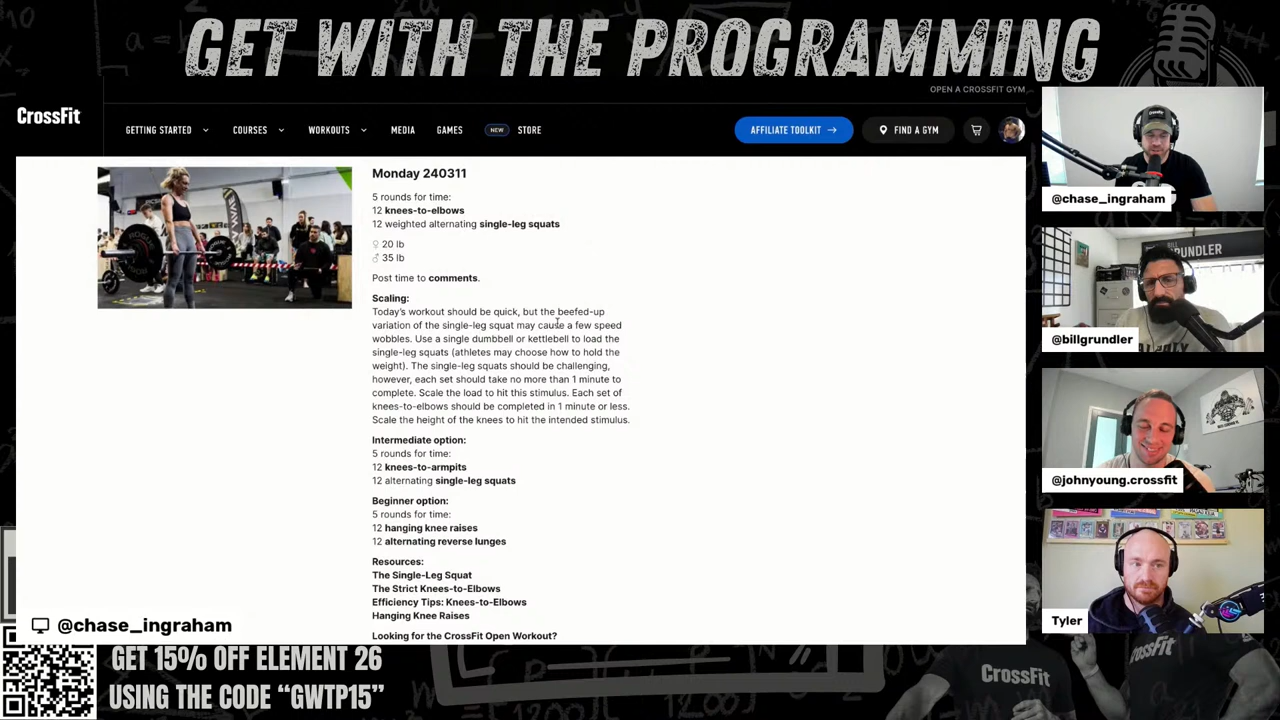 GET WITH THE PROGRAMMING
OPEN A CROSSFIT GYM
CrossFit
GETTING STARTED
COURSES
WORKOUTS
MEDIA
GAMES
NEW
STORE
AFFILIATE TOOLKIT →
FIND A GYM
Monday 240311
5 rounds for time:
12 knees-to-elbows
12 weighted alternating single-leg squats
♀ 20 lb
♂ 35 lb
Post time to comments.
Scaling:
Today's workout should be quick, but the beefed-up
variation of the single-leg squat may cause a few speed
wobbles. Use a single dumbbell or kettlebell to load the
single-leg squats (athletes may choose how to hold the
weight). The single-leg squats should be challenging,
however, each set should take no more than 1 minute to
complete. Scale the load to hit this stimulus. Each set of
knees-to-elbows should be completed in 1 minute or less.
Scale the height of the knees to hit the intended stimulus.
Intermediate option:
5 rounds for time:
12 knees-to-armpits
12 alternating single-leg squats
Beginner option:
5 rounds for time:
12 hanging knee raises
12 alternating reverse lunges
Resources:
The Single-Leg Squat
The Strict Knees-to-Elbows
Efficiency Tips: Knees-to-Elbows
Hanging Knee Raises
Looking for the CrossFit Open Workout?
@chase_ingraham
@chase_ingraham
@billgrundler
@johnyoung.crossfit
Tyler
GET 15% OFF ELEMENT 26
USING THE CODE “GWTP15”
CrossFit